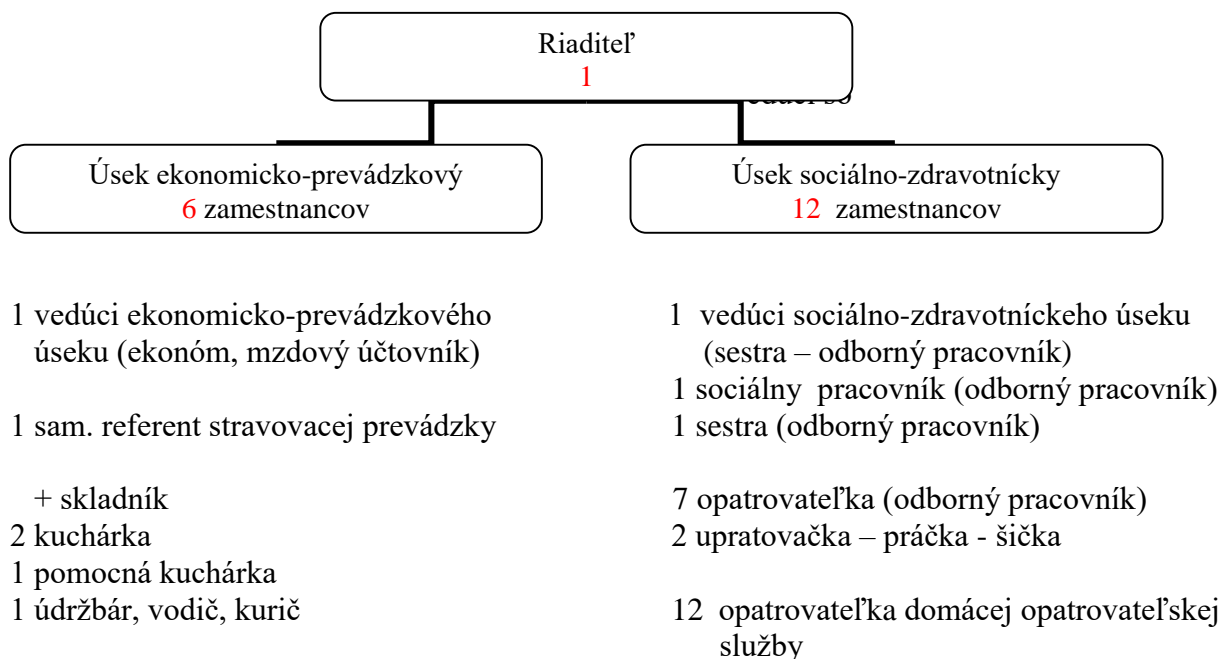 Riaditeľ
1
Úsek ekonomicko-prevádzkový
6 zamestnancov
Úsek sociálno-zdravotnícky
12 zamestnancov
1 vedúci ekonomicko-prevádzkového
úseku (ekonóm, mzdový účtovník)
1 sam. referent stravovacej prevádzky
+ skladník
2 kuchárka
1 pomocná kuchárka
1 údržbár, vodič, kurič
1 vedúci sociálno-zdravotníckeho úseku
(sestra – odborný pracovník)
1 sociálny pracovník (odborný pracovník)
1 sestra (odborný pracovník)
7 opatrovateľka (odborný pracovník)
2 upratovačka – práčka - šička
12 opatrovateľka domácej opatrovateľskej
služby